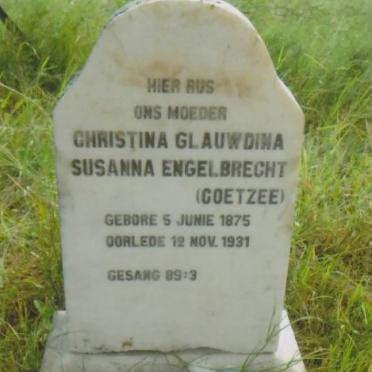 HIER RUS
ONS MOEDER
CHRISTINA GLAUWDINA
SUSANNA ENGELBRECHT
(COETZEE)
GEBORE 5 JUNIE 1875
OORLEDE 12 NOV. 1931
GESANG 89:3